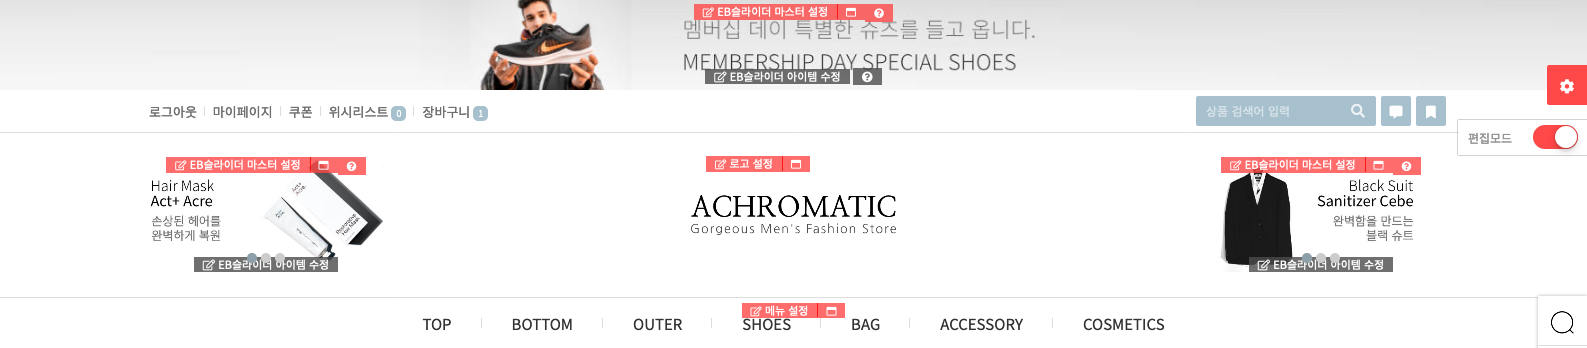 EB슬라이더 마스터 설정
멤버십 데이 특별한 슈즈를 들고 옵니다.
MEMBERSHIP DAY SPECIAL SHOES
EB슬라이더 아이템 수정
로그아웃 마이페이지 쿠폰 위시리스트 0 장바구니 1
상품 검색어 입력
편집모드
EB슬라이더 마스터 설정
Hair Mask
Act+ Acre
손상된 헤어를
완벽하게 복원
EB슬라이더 아이템 수정
로고 설정
ACHROMATIC
Gorgeous Men's Fashion Store
EB슬라이더 마스터 설정
Black Suit
Sanitizer Cebe
완벽함을 만드는
블랙 슈트
EB슬라이더 아이템 수정
메뉴 설정
TOP BOTTOM OUTER SHOES BAG ACCESSORY COSMETICS